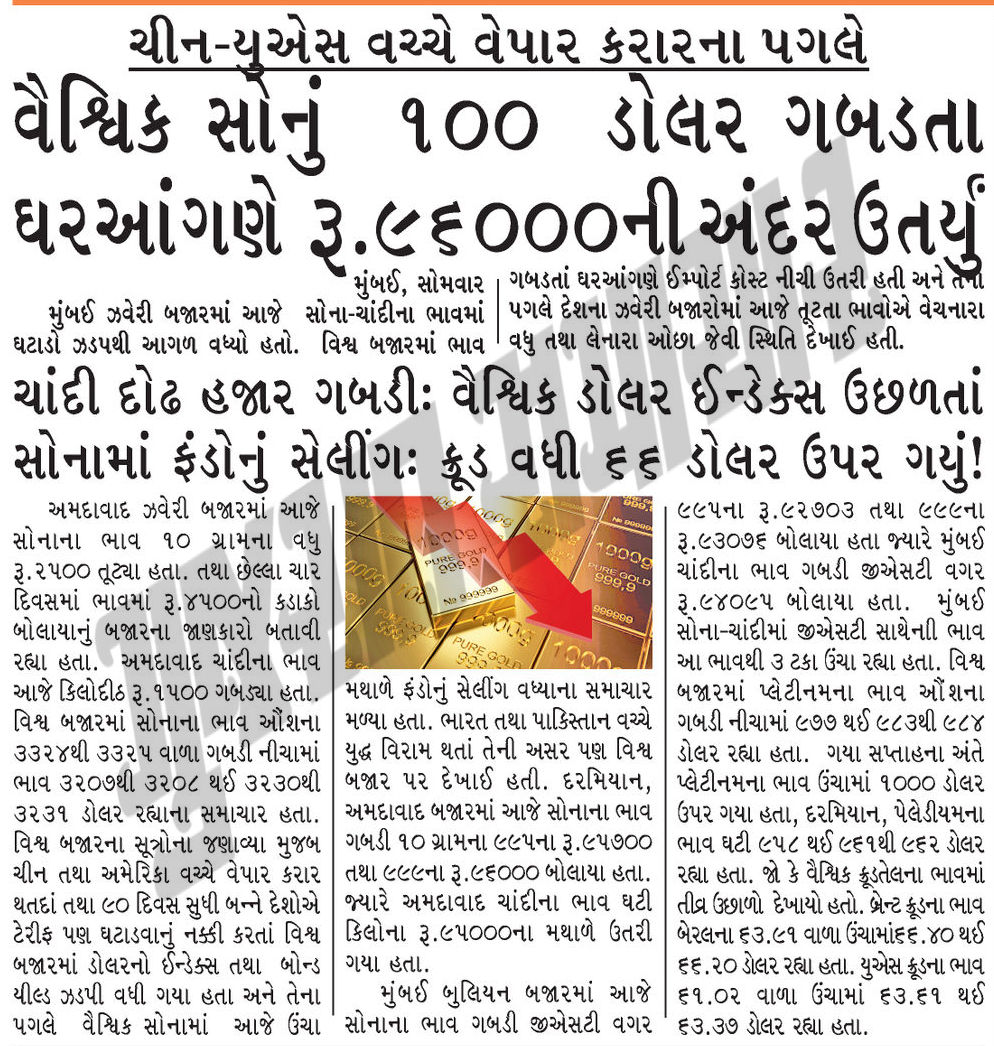 ચીન-યુએસ વચ્ચે વેપાર કરારના પગલે
વૈશ્વિક સોનું ૧૦૦ ડોલર ગબડતા
ઘરઆંગણે રૂ.૯૬૦૦૦ની અંદર ઉતર્યું
મુંબઈ, સોમવાર
મુંબઈ ઝવેરી બજારમાં આજે સોના-ચાંદીના ભાવમાં
ઘટાડો ઝડપથી આગળ વધ્યો હતો. વિશ્વ બજારમાં ભાવ
ગબડતાં ઘરઆંગણે ઈમ્પોર્ટ કોસ્ટ નીચી ઉતરી હતી અને તેના
પગલે દેશના ઝવેરી બજારોમાં આજે તૂટતા ભાવોએ વેચનારા
વધુ તથા લેનારા ઓછા જેવી સ્થિતિ દેખાઈ હતી.
ચાંદી દોઢ હજાર ગબડી: વૈશ્વિક ડોલર ઈન્ડેક્સ ઉછળતાં
સોનામાં ફંડોનું સેલીંગ: ક્રૂડ વધી ૬૬ ડોલર ઉપર ગયું!
અમદાવાદ ઝવેરી બજારમાં આજે
સોનાના ભાવ ૧૦ ગ્રામના વધુ
રૂ.૨૫૦૦ તૂટ્યા હતા. તથા છેલ્લા ચાર
દિવસમાં ભાવમાં રૂ.૪૫૦૦નો કડાકો
બોલાયાનું બજારના જાણકારો બતાવી
રહ્યા હતા. અમદાવાદ ચાંદીના ભાવ
આજે કિલોદીઠ રૂ.૧૫૦૦ ગબડ્યા હતા.
વિશ્વ બજારમાં સોનાના ભાવ ઔંશના
૩૩૨૪થી ૩૩૨૫ વાળા ગબડી નીચામાં
ભાવ ૩૨૦૭થી ૩૨૦૮ થઈ ૩૨૩૦થી
૩૨૩૧ ડોલર રહ્યાના સમાચાર હતા.
વિશ્વ બજારના સૂત્રોના જણાવ્યા મુજબ
ચીન તથા અમેરિકા વચ્ચે વેપાર કરાર
થતદાં તથા ૯૦ દિવસ સુધી બન્ને દેશોએ
ટેરીફ પણ ઘટાડવાનું નક્કી કરતાં વિશ્વ
બજારમાં ડોલરનો ઈન્ડેક્સ તથા બોન્ડ
યીલ્ડ ઝડપી વધી ગયા હતા અને તેના
પગલે વૈશ્વિક સોનામાં આજે ઉંચા
1000g
PURE GOLD
999,9
№ 999999
મથાળે ફંડોનું સેલીંગ વધ્યાના સમાચાર
મળ્યા હતા. ભારત તથા પાકિસ્તાન વચ્ચે
યુદ્ધ વિરામ થતાં તેની અસર પણ વિશ્વ
બજાર પર દેખાઈ હતી. દરમિયાન,
અમદાવાદ બજારમાં આજે સોનાના ભાવ
ગબડી ૧૦ ગ્રામના ૯૯૫ના રૂ.૯૫૭૦૦
તથા ૯૯૯ના રૂ.૯૬૦૦૦ બોલાયા હતા.
જ્યારે અમદાવાદ ચાંદીના ભાવ ઘટી
કિલોના રૂ.૯૫૦૦૦ના મથાળે ઉતરી
ગયા હતા.
મુંબઈ બુલિયન બજારમાં આજે
સોનાના ભાવ ગબડી જીએસટી વગર
૯૯૫ના રૂ.૯૨૭૦૩ તથા ૯૯૯ના
રૂ.૯૩૦૭૬ બોલાયા હતા જ્યારે મુંબઈ
ચાંદીના ભાવ ગબડી જીએસટી વગર
રૂ.૯૪૦૯૫ બોલાયા હતા. મુંબઈ
સોના-ચાંદીમાં જીએસટી સાથેનાી ભાવ
આ ભાવથી ૩ ટકા ઉંચા રહ્યા હતા. વિશ્વ
બજારમાં પ્લેટીનમના ભાવ ઔંશના
ગબડી નીચામાં ૯૭૭ થઈ ૯૮૩થી ૯૮૪
ડોલર રહ્યા હતા. ગયા સપ્તાહના અંતે
પ્લેટીનમના ભાવ ઉંચામાં ૧૦૦૦ ડોલર
ઉપર ગયા હતા, દરમિયાન, પેલેડીયમના
ભાવ ઘટી ૯૫૮ થઈ ૯૬૧થી ૯૬૨ ડોલર
રહ્યા હતા. જો કે વૈશ્વિક ક્રૂડતેલના ભાવમાં
તીવ્ર ઉછાળો દેખાયો હતો. બ્રેન્ટ ક્રૂડના ભાવ
બેરલના ૬૩.૯૧ વાળા ઉંચામાં૬૬.૪૦ થઈ
૬૬.૨૦ ડોલર રહ્યા હતા. યુએસ ક્રૂડના ભાવ
૬૧.૦૨ વાળા ઉંચામાં ૬૩.૬૧ થઈ
૬૩.૩૭ ડોલર રહ્યા હતા.